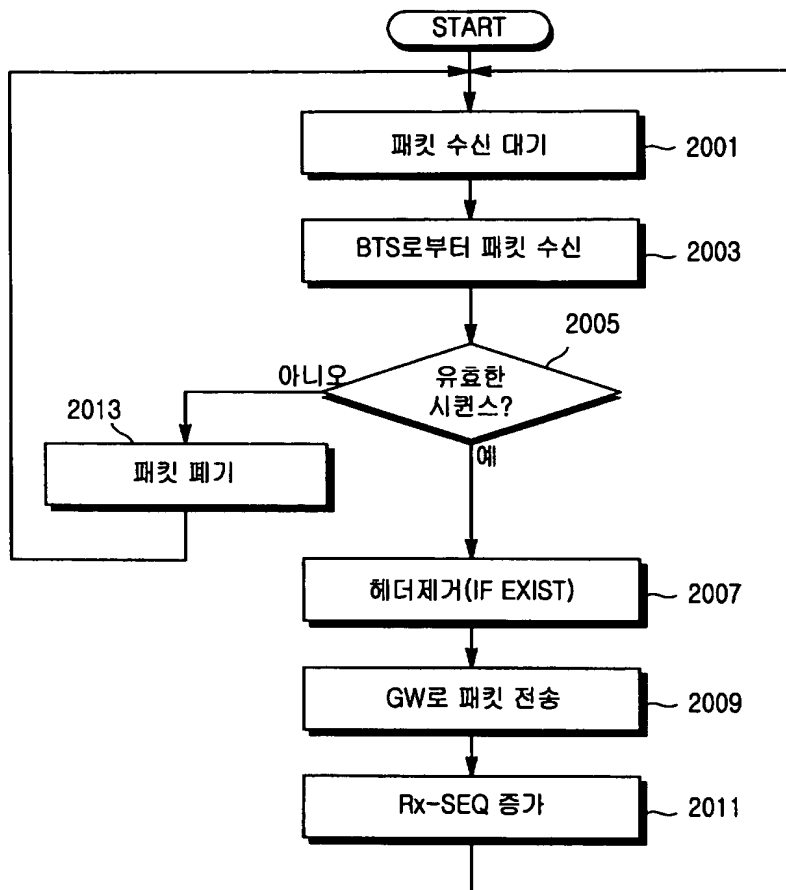 START
패킷 수신 대기
2001
BTS로부터 패킷 수신
2003
2005
유효한
시퀀스?
아니오
예
2013
패킷 폐기
헤더제거(IF EXIST)
2007
GW로 패킷 전송
2009
Rx-SEQ 증가
2011